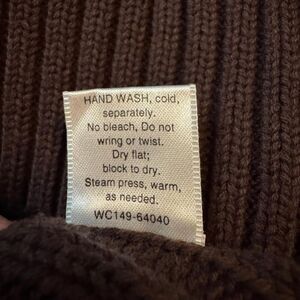 HAND WASH, cold,
separately.
No bleach, Do not
wring or twist.
Dry flat;
block to dry.
Steam press, warm,
as needed.
WC149-64040